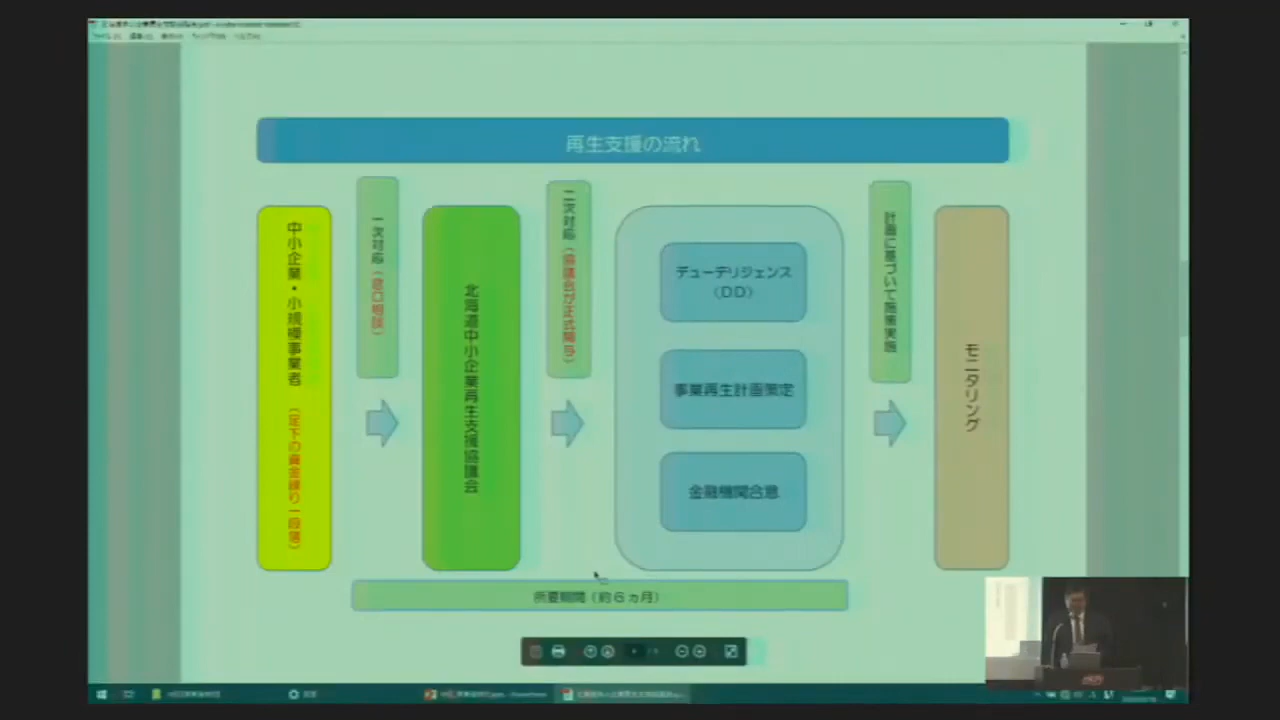 再生支援の流れ
中小企業・小規模事業者
（足下の資金繰り一段落）
一次対応（窓口相談）
北海道中小企業再生支援協議会
二次対応（協議会が正式関与）
デューデリジェンス
（DD）
事業再生計画策定
金融機関合意
計画に基づいて施策実施
モニタリング
所要期間（約６ヵ月）